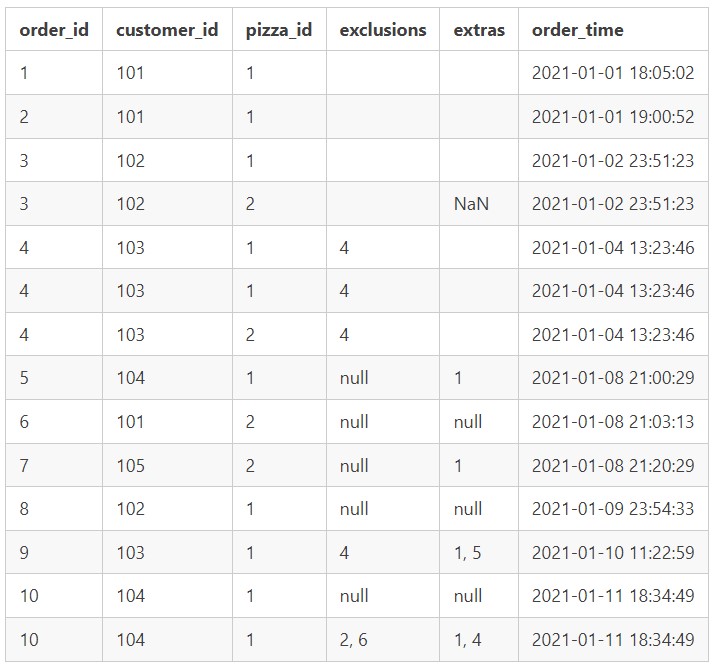 order_id customer_id pizza_id exclusions extras order_time
1 101 1 2021-01-01 18:05:02
2 101 1 2021-01-01 19:00:52
3 102 1 2021-01-02 23:51:23
3 102 2 NaN 2021-01-02 23:51:23
4 103 1 4 2021-01-04 13:23:46
4 103 1 4 2021-01-04 13:23:46
4 103 2 4 2021-01-04 13:23:46
5 104 1 null 1 2021-01-08 21:00:29
6 101 2 null null 2021-01-08 21:03:13
7 105 2 null 1 2021-01-08 21:20:29
8 102 1 null null 2021-01-09 23:54:33
9 103 1 4 1, 5 2021-01-10 11:22:59
10 104 1 null null 2021-01-11 18:34:49
10 104 1 2, 6 1, 4 2021-01-11 18:34:49